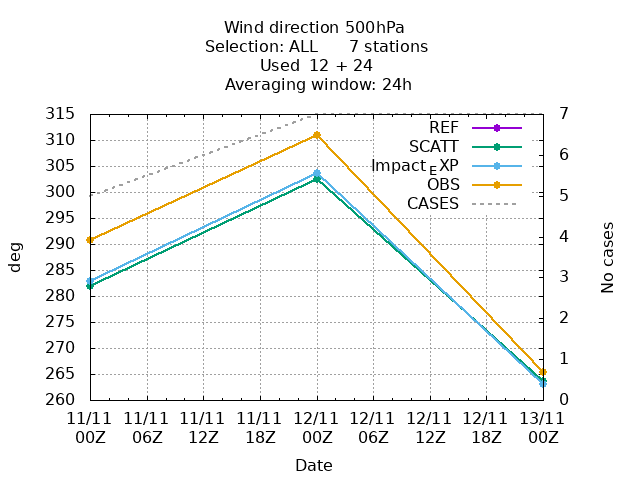 Wind direction 500hPa
Selection: ALL 7 stations
Used 12 + 24
Averaging window: 24h
315
310
305
300
295
290
285
280
275
270
265
260
deg
7
6
5
4
3
2
1
0
No cases
REF
SCATT
Impact_EXP
OBS
CASES
11/11 11/11 11/11 11/11 12/11 12/11 12/11 12/11 13/11
00Z 06Z 12Z 18Z 00Z 06Z 12Z 18Z 00Z
Date